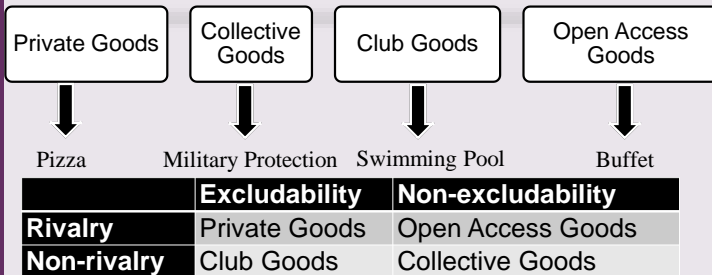 Private Goods
Collective
Goods
Club Goods
Open Access
Goods
Pizza
Military Protection
Swimming Pool
Buffet
Excludability Non-excludability
Rivalry Private Goods Open Access Goods
Non-rivalry Club Goods Collective Goods